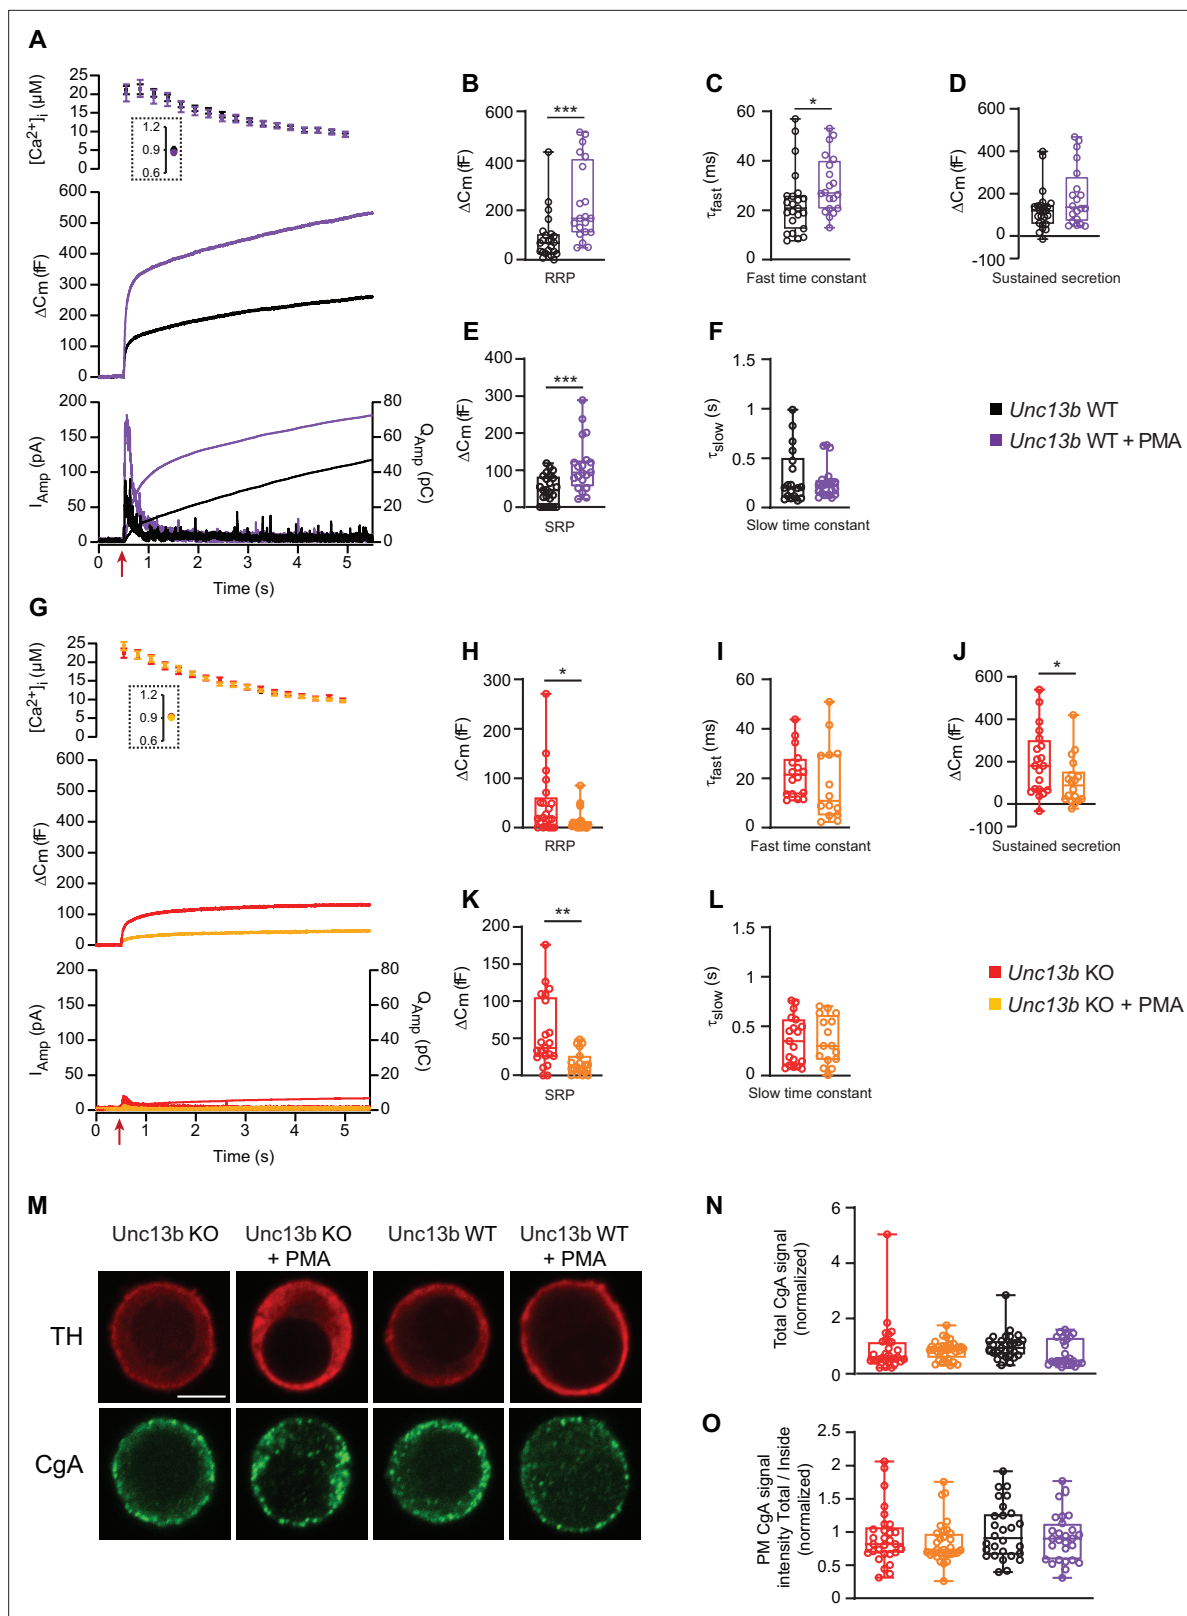 A
[Ca2+]i (µM)
25
20
15
10
5
0
1.2
0.9
0.6
ΔCm (fF)
600
500
400
300
200
100
0
IAmp (pA)
200
150
100
50
0
QAmp (pC)
80
60
40
20
0
0 1 2 3 4 5
Time (s)
B
***
ΔCm (fF)
600
400
200
0
RRP
C
*
τfast (ms)
60
40
20
0
Fast time constant
D
ΔCm (fF)
600
400
200
0
-100
Sustained secretion
E
***
ΔCm (fF)
400
300
200
100
0
SRP
F
τslow (s)
1.5
1
0.5
0
Slow time constant
Unc13b WT
Unc13b WT + PMA
G
[Ca2+]i (µM)
25
20
15
10
5
0
1.2
0.9
0.6
ΔCm (fF)
600
500
400
300
200
100
0
IAmp (pA)
200
150
100
50
0
QAmp (pC)
80
60
40
20
0
0 1 2 3 4 5
Time (s)
H
*
ΔCm (fF)
300
200
100
0
RRP
I
τfast (ms)
60
40
20
0
Fast time constant
J
*
ΔCm (fF)
600
400
200
0
-100
Sustained secretion
K
**
ΔCm (fF)
200
150
100
50
0
SRP
L
τslow (s)
1.5
1
0.5
0
Slow time constant
Unc13b KO
Unc13b KO + PMA
M
Unc13b KO
Unc13b KO
+ PMA
Unc13b WT
Unc13b WT
+ PMA
TH
CgA
N
Total CgA signal
(normalized)
6
4
2
0
O
PM CgA signal
intensity Total / Inside
(normalized)
2.5
2
1.5
1
0.5
0